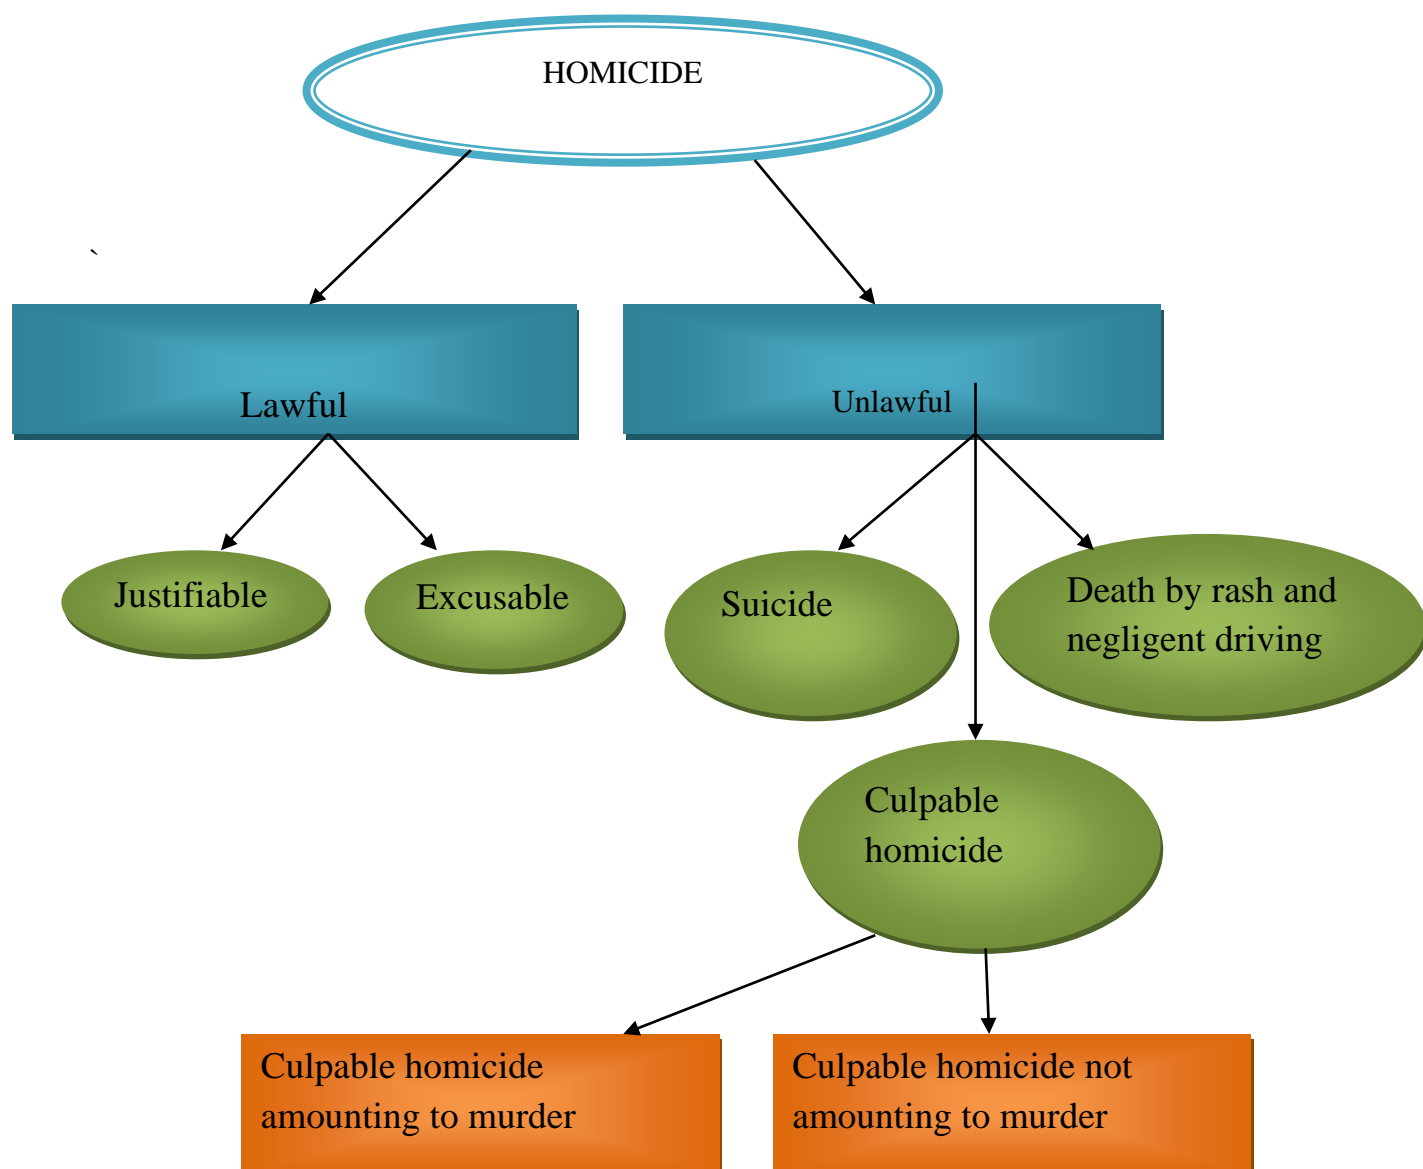 HOMICIDE
`
Lawful
Unlawful
Justifiable
Excusable
Suicide
Death by rash and
negligent driving
Culpable
homicide
Culpable homicide
amounting to murder
Culpable homicide not
amounting to murder